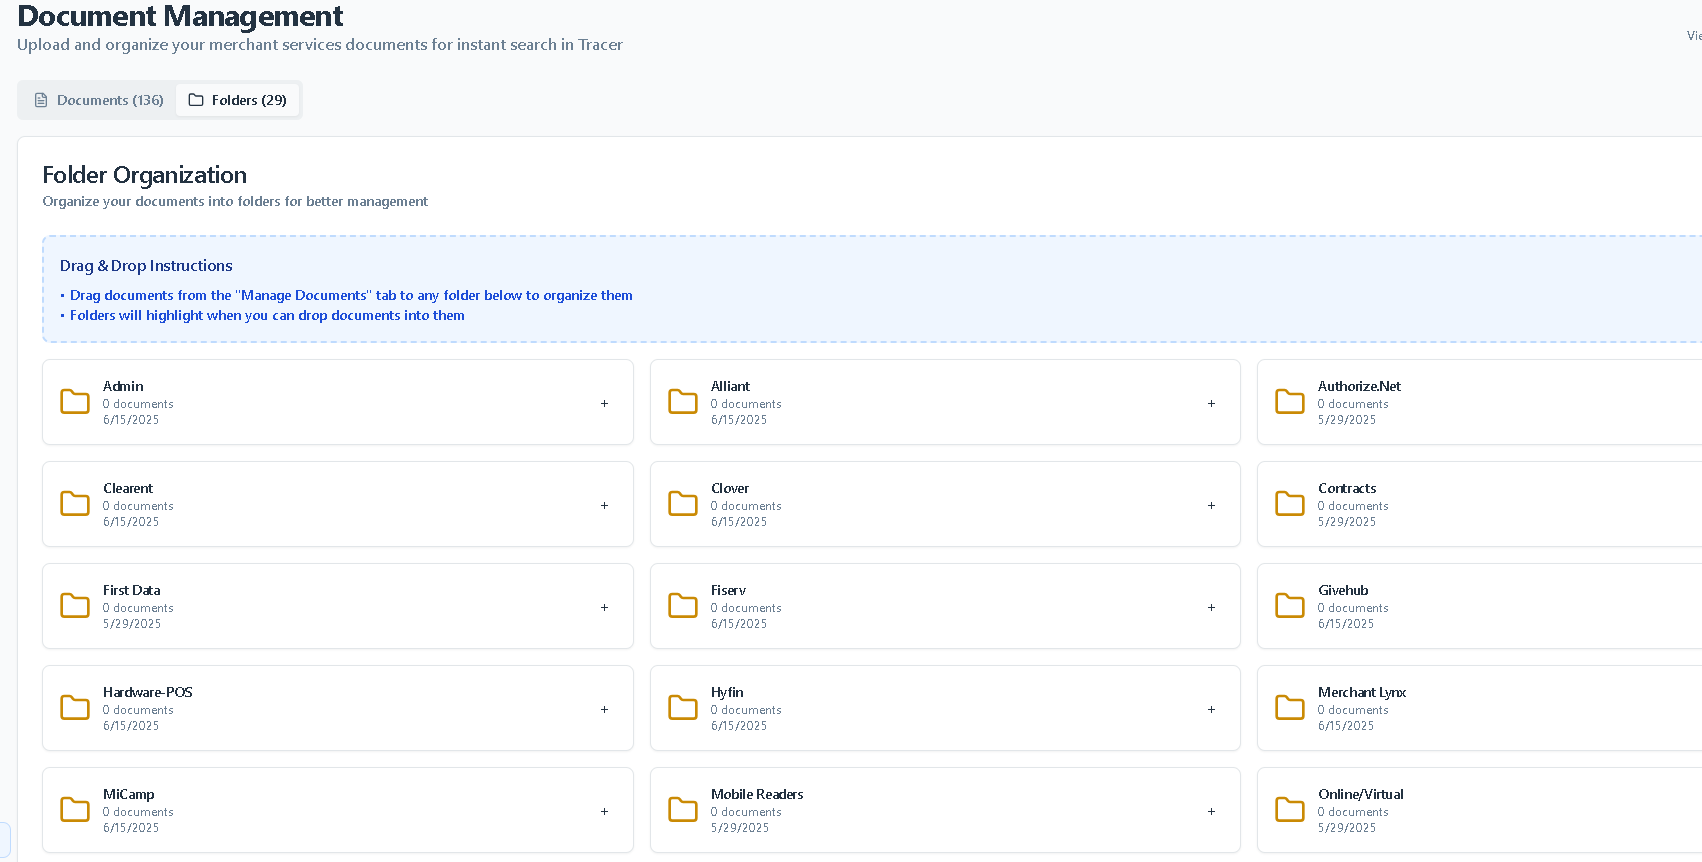 Document Management
Upload and organize your merchant services documents for instant search in Tracer
Vie
Documents (136)
Folders (29)
Folder Organization
Organize your documents into folders for better management
Drag & Drop Instructions
• Drag documents from the "Manage Documents" tab to any folder below to organize them
• Folders will highlight when you can drop documents into them
Admin
0 documents
6/15/2025
+
Alliant
0 documents
6/15/2025
+
Authorize.Net
0 documents
5/29/2025
Clearent
0 documents
6/15/2025
+
Clover
0 documents
6/15/2025
+
Contracts
0 documents
5/29/2025
First Data
0 documents
5/29/2025
+
Fiserv
0 documents
6/15/2025
+
Givehub
0 documents
6/15/2025
Hardware-POS
0 documents
6/15/2025
+
Hyfin
0 documents
6/15/2025
+
Merchant Lynx
0 documents
6/15/2025
MiCamp
0 documents
6/15/2025
+
Mobile Readers
0 documents
5/29/2025
+
Online/Virtual
0 documents
5/29/2025